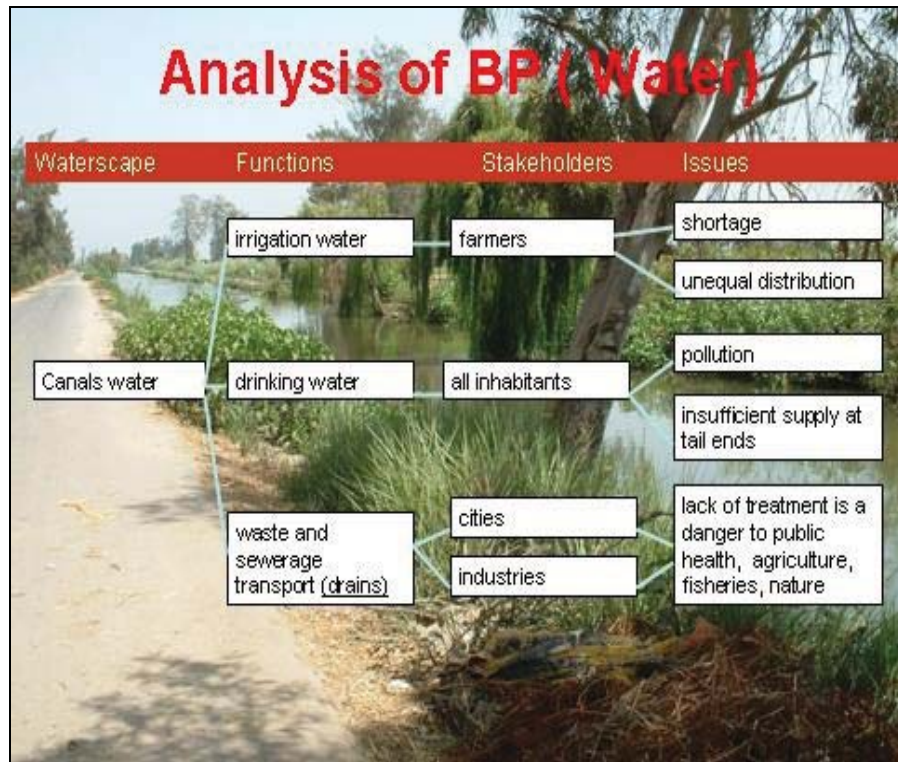 Analysis of BP ( Water)
Waterscape Functions Stakeholders Issues
irrigation water
farmers
shortage
unequal distribution
Canals water
drinking water
all inhabitants
pollution
insufficient supply at
tail ends
waste and
sewerage
transport (drains)
cities
industries
lack of treatment is a
danger to public
health, agriculture,
fisheries, nature